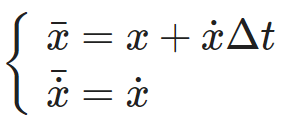 x̄ = x + ẋΔt
ẋ̄ = ẋ